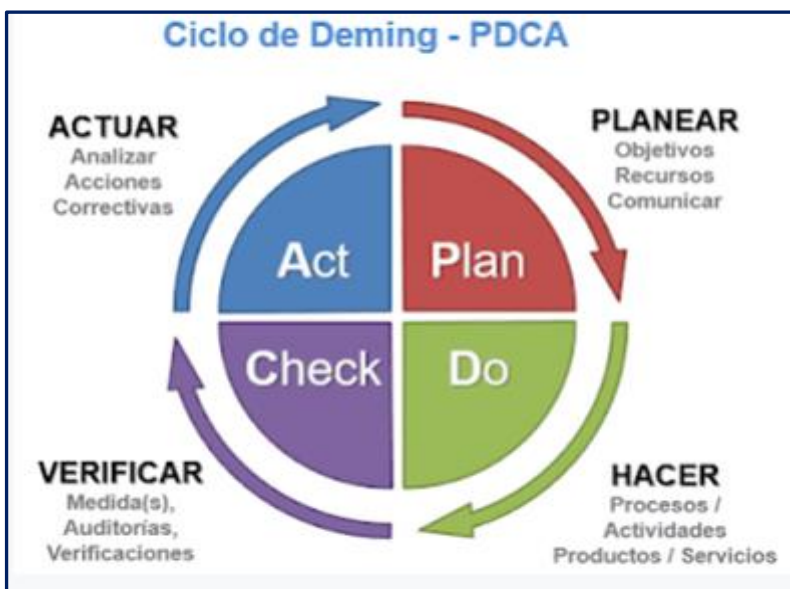 Ciclo de Deming - PDCA
ACTUAR
Analizar
Acciones
Correctivas
PLANEAR
Objetivos
Recursos
Comunicar
Act
Plan
Check
Do
VERIFICAR
Medida(s),
Auditorías,
Verificaciones
HACER
Procesos /
Actividades
Productos / Servicios